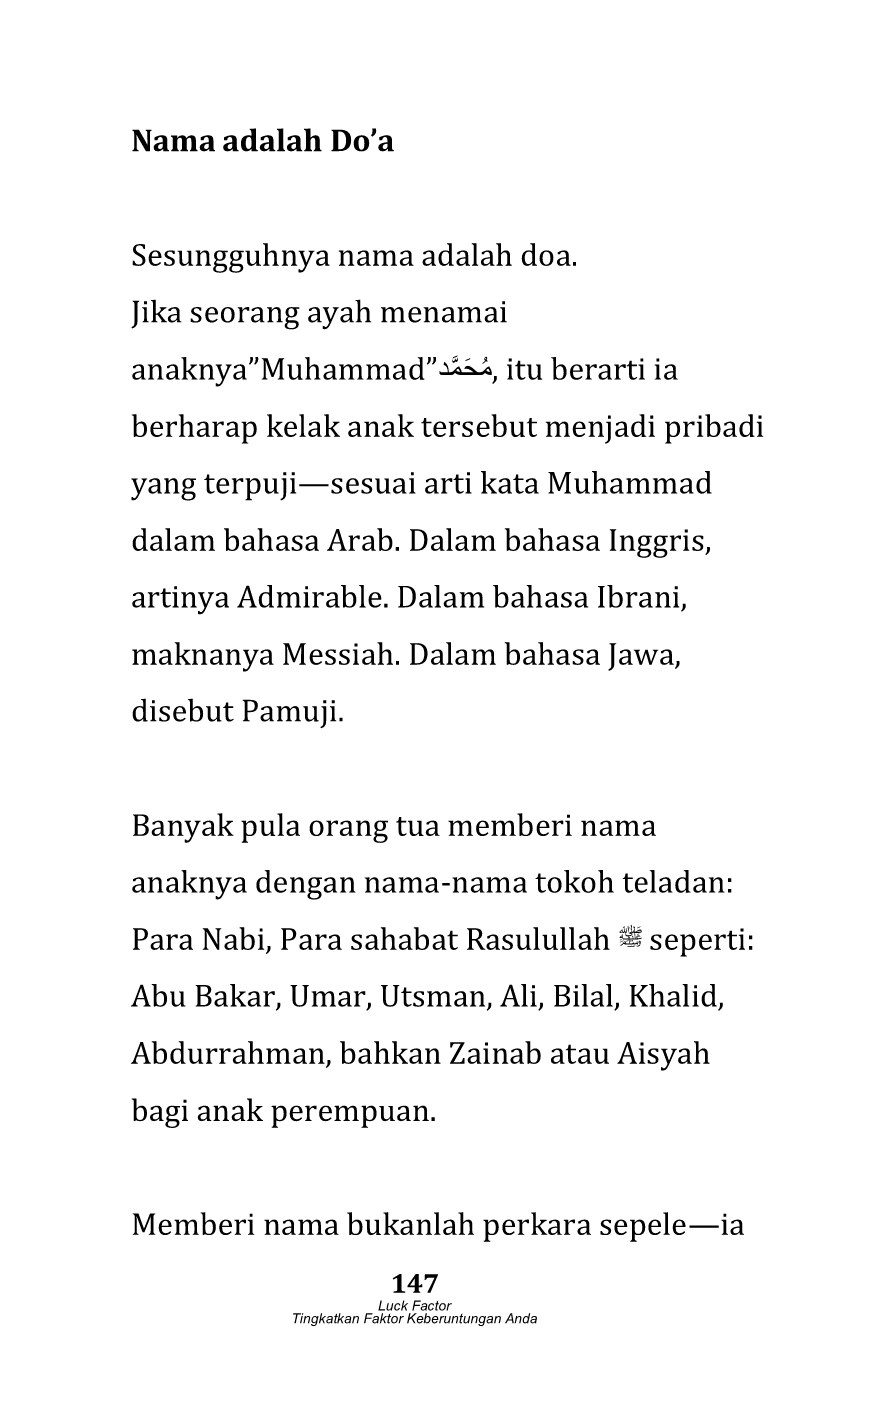 Nama adalah Do’a
Sesungguhnya nama adalah doa.
Jika seorang ayah menamai
anaknya”Muhammad”مُحَمَّد, itu berarti ia
berharap kelak anak tersebut menjadi pribadi
yang terpuji—sesuai arti kata Muhammad
dalam bahasa Arab. Dalam bahasa Inggris,
artinya Admirable. Dalam bahasa Ibrani,
maknanya Messiah. Dalam bahasa Jawa,
disebut Pamuji.
Banyak pula orang tua memberi nama
anaknya dengan nama-nama tokoh teladan:
Para Nabi, Para sahabat Rasulullah ﷺ seperti:
Abu Bakar, Umar, Utsman, Ali, Bilal, Khalid,
Abdurrahman, bahkan Zainab atau Aisyah
bagi anak perempuan.
Memberi nama bukanlah perkara sepele—ia
147
Luck Factor
Tingkatkan Faktor Keberuntungan Anda